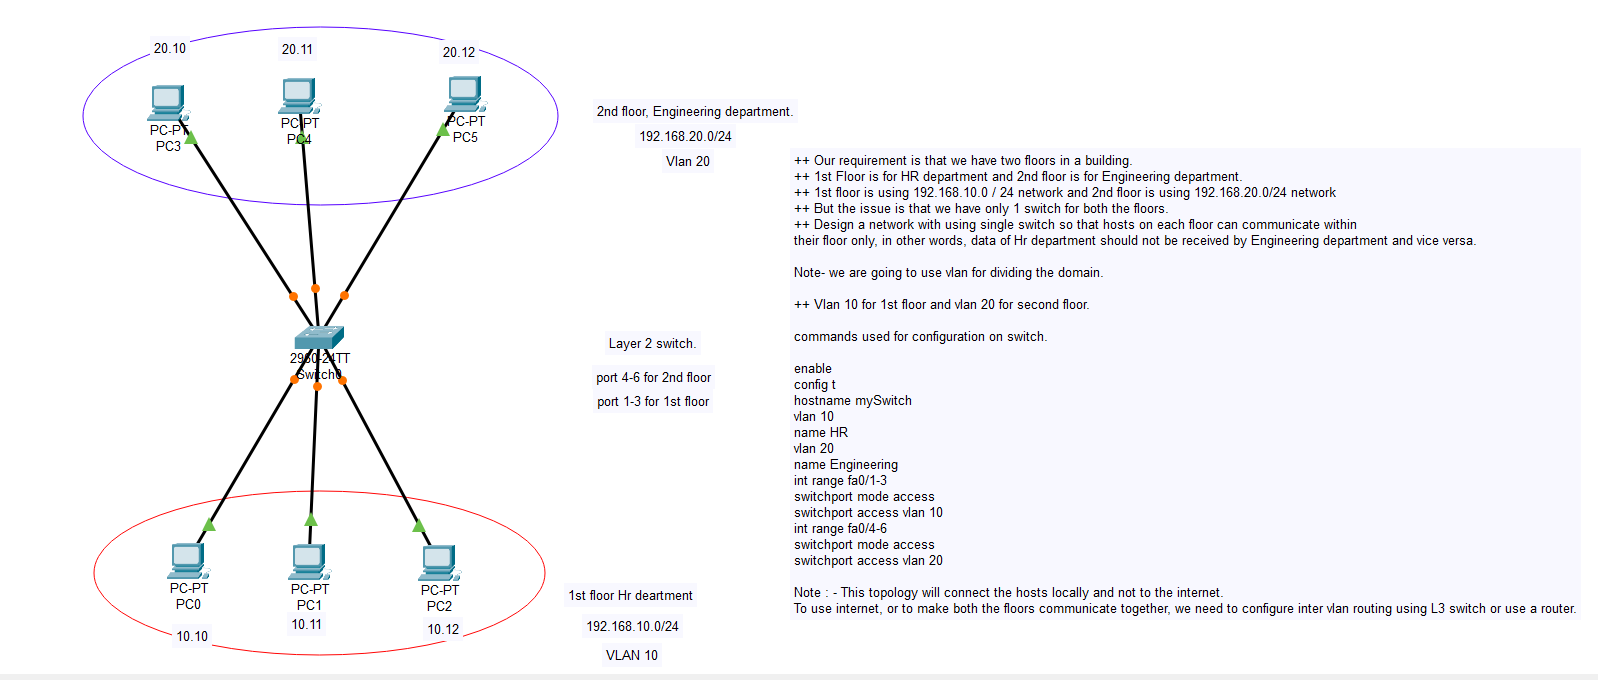 20.10
20.11
20.12
PC-PT
PC3
PC-PT
PC4
PC-PT
PC5
2nd floor, Engineering department.
192.168.20.0/24
Vlan 20
++ Our requirement is that we have two floors in a building.
++ 1st Floor is for HR department and 2nd floor is for Engineering department.
++ 1st floor is using 192.168.10.0 / 24 network and 2nd floor is using 192.168.20.0/24 network
++ But the issue is that we have only 1 switch for both the floors.
++ Design a network with using single switch so that hosts on each floor can communicate within
their floor only, in other words, data of Hr department should not be received by Engineering department and vice versa.
Note- we are going to use vlan for dividing the domain.
++ Vlan 10 for 1st floor and vlan 20 for second floor.
commands used for configuration on switch.
enable
config t
hostname mySwitch
vlan 10
name HR
vlan 20
name Engineering
int range fa0/1-3
switchport mode access
switchport access vlan 10
int range fa0/4-6
switchport mode access
switchport access vlan 20
Note : - This topology will connect the hosts locally and not to the internet.
To use internet, or to make both the floors communicate together, we need to configure inter vlan routing using L3 switch or use a router.
2960-24TT
Switch0
Layer 2 switch.
port 4-6 for 2nd floor
port 1-3 for 1st floor
PC-PT
PC0
PC-PT
PC1
PC-PT
PC2
10.10
10.11
10.12
1st floor Hr deartment
192.168.10.0/24
VLAN 10